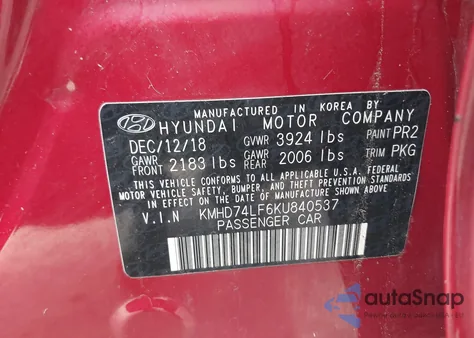 MANUFACTURED IN KOREA BY
HYUNDAI MOTOR COMPANY
DEC/12/18 GVWR 3924 lbs PAINT PR2
GAWR FRONT 2183 lbs GAWR REAR 2006 lbs TRIM PKG
THIS VEHICLE CONFORMS TO ALL APPLICABLE U.S.A. FEDERAL
MOTOR VEHICLE SAFETY, BUMPER, AND THEFT PREVENTION STANDARDS
IN EFFECT ON THE DATE OF MANUFACTURE SHOWN ABOVE.
V.I.N KMHD74LF6KU840537
PASSENGER CAR
autoSnap